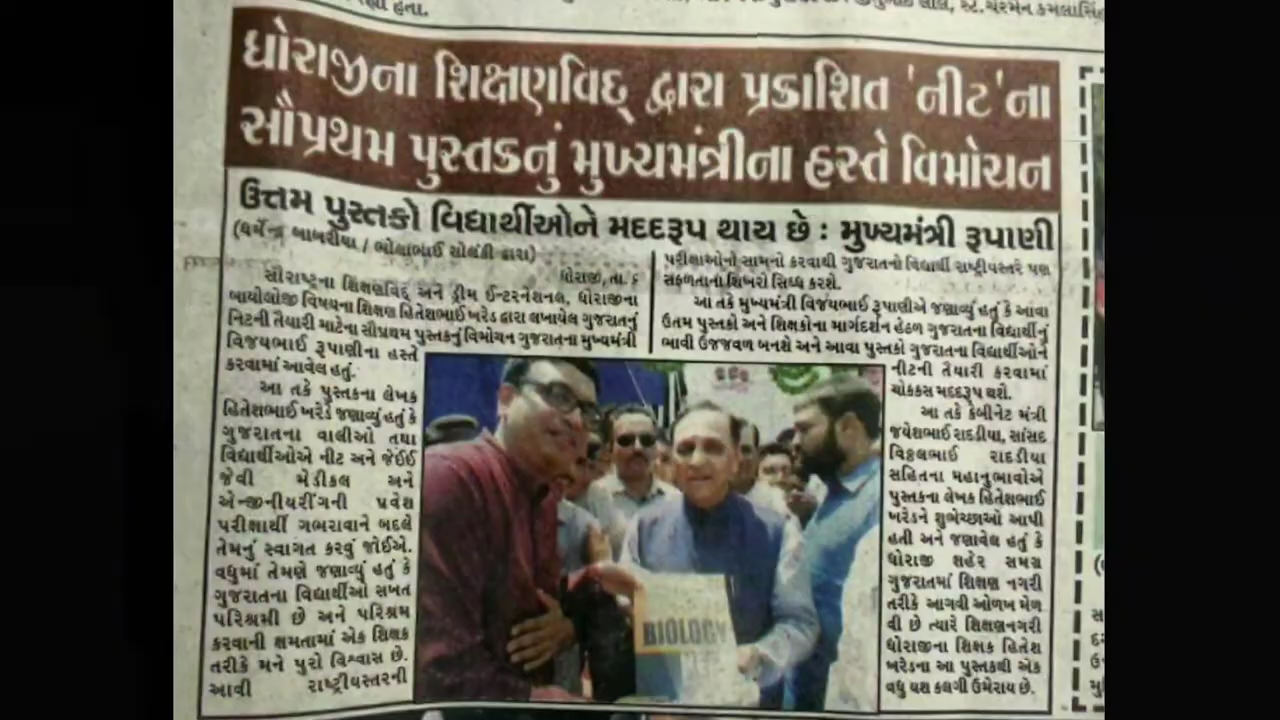 ધોરાજીના શિક્ષણવિદ્ દ્વારા પ્રકાશિત 'નીટ'ના
સૌપ્રથમ પુસ્તકનું મુખ્યમંત્રીના હસ્તે વિમોચન
ઉત્તમ પુસ્તકો વિદ્યાર્થીઓને મદદરૂપ થાય છે : મુખ્યમંત્રી રૂપાણી
(ધર્મેન્દ્ર બાબરીયા / ભોલાભાઈ સોલંકી દ્વારા)
ધોરાજી, તા. ૬
સૌરાષ્ટ્રના શિક્ષણવિદ્ અને ડ્રીમ ઈન્ટરનેશનલ, ધોરાજીના
બાયોલોજી વિષયના શિક્ષણ હિતેશભાઈ ખરેડ દ્વારા લખાયેલ ગુજરાતનું
નિટની તૈયારી માટેના સૌપ્રથમ પુસ્તકનું વિમોચન ગુજરાતના મુખ્યમંત્રી
વિજયભાઈ રૂપાણીના હસ્તે
કરવામાં આવેલ હતું.
આ તકે પુસ્તકના લેખક
હિતેશભાઈ ખરેડે જણાવ્યું હતું કે
ગુજરાતના વાલીઓ તથા
વિદ્યાર્થીઓએ નીટ અને જેઈઈ
જેવી મેડીકલ અને
એન્જીનીયરીંગની પ્રવેશ
પરીક્ષાર્થી ગભરાવાને બદલે
તેમનું સ્વાગત કરવું જોઈએ.
વધુમાં તેમણે જણાવ્યું હતું કે
ગુજરાતના વિદ્યાર્થીઓ સખત
પરિશ્રમી છે અને પરિશ્રમ
કરવાની ક્ષમતામાં એક શિક્ષક
તરીકે મને પુરો વિશ્વાસ છે.
આવી રાષ્ટ્રીયસ્તરની
પરીક્ષાઓનો સામનો કરવાથી ગુજરાતનો વિદ્યાર્થી રાષ્ટ્રીયસ્તરે પણ
સફળતાનાં શિખરો સિધ્ધ કરશે.
આ તકે મુખ્યમંત્રી વિજયભાઈ રૂપાણીએ જણાવ્યું હતું કે આવા
ઉત્તમ પુસ્તકો અને શિક્ષકોના માર્ગદર્શન હેઠળ ગુજરાતના વિદ્યાર્થીનું
ભાવી ઉજજવળ બનશે અને આવા પુસ્તકો ગુજરાતના વિદ્યાર્થીઓને
નીટની તૈયારી કરવામાં
ચોકકસ મદદરૂપ થશે.
આ તકે કેબીનેટ મંત્રી
જયેશભાઈ રાદડીયા, સાંસદ
વિઠ્ઠલભાઈ રાદડીયા
સહિતના મહાનુભાવોએ
પુસ્તકના લેખક હિતેશભાઈ
ખરેડને શુભેચ્છાઓ આપી
હતી અને જણાવેલ હતું કે
ધોરાજી શહેર સમગ્ર
ગુજરાતમાં શિક્ષણ નગરી
તરીકે આગવી ઓળખ મેળ
વી છે ત્યારે શિક્ષણનગરી
ધોરાજીના શિક્ષક હિતેશ
ખરેડના આ પુસ્તકથી એક
વધુ યશ કલગી ઉમેરાય છે.
BIOLOGY